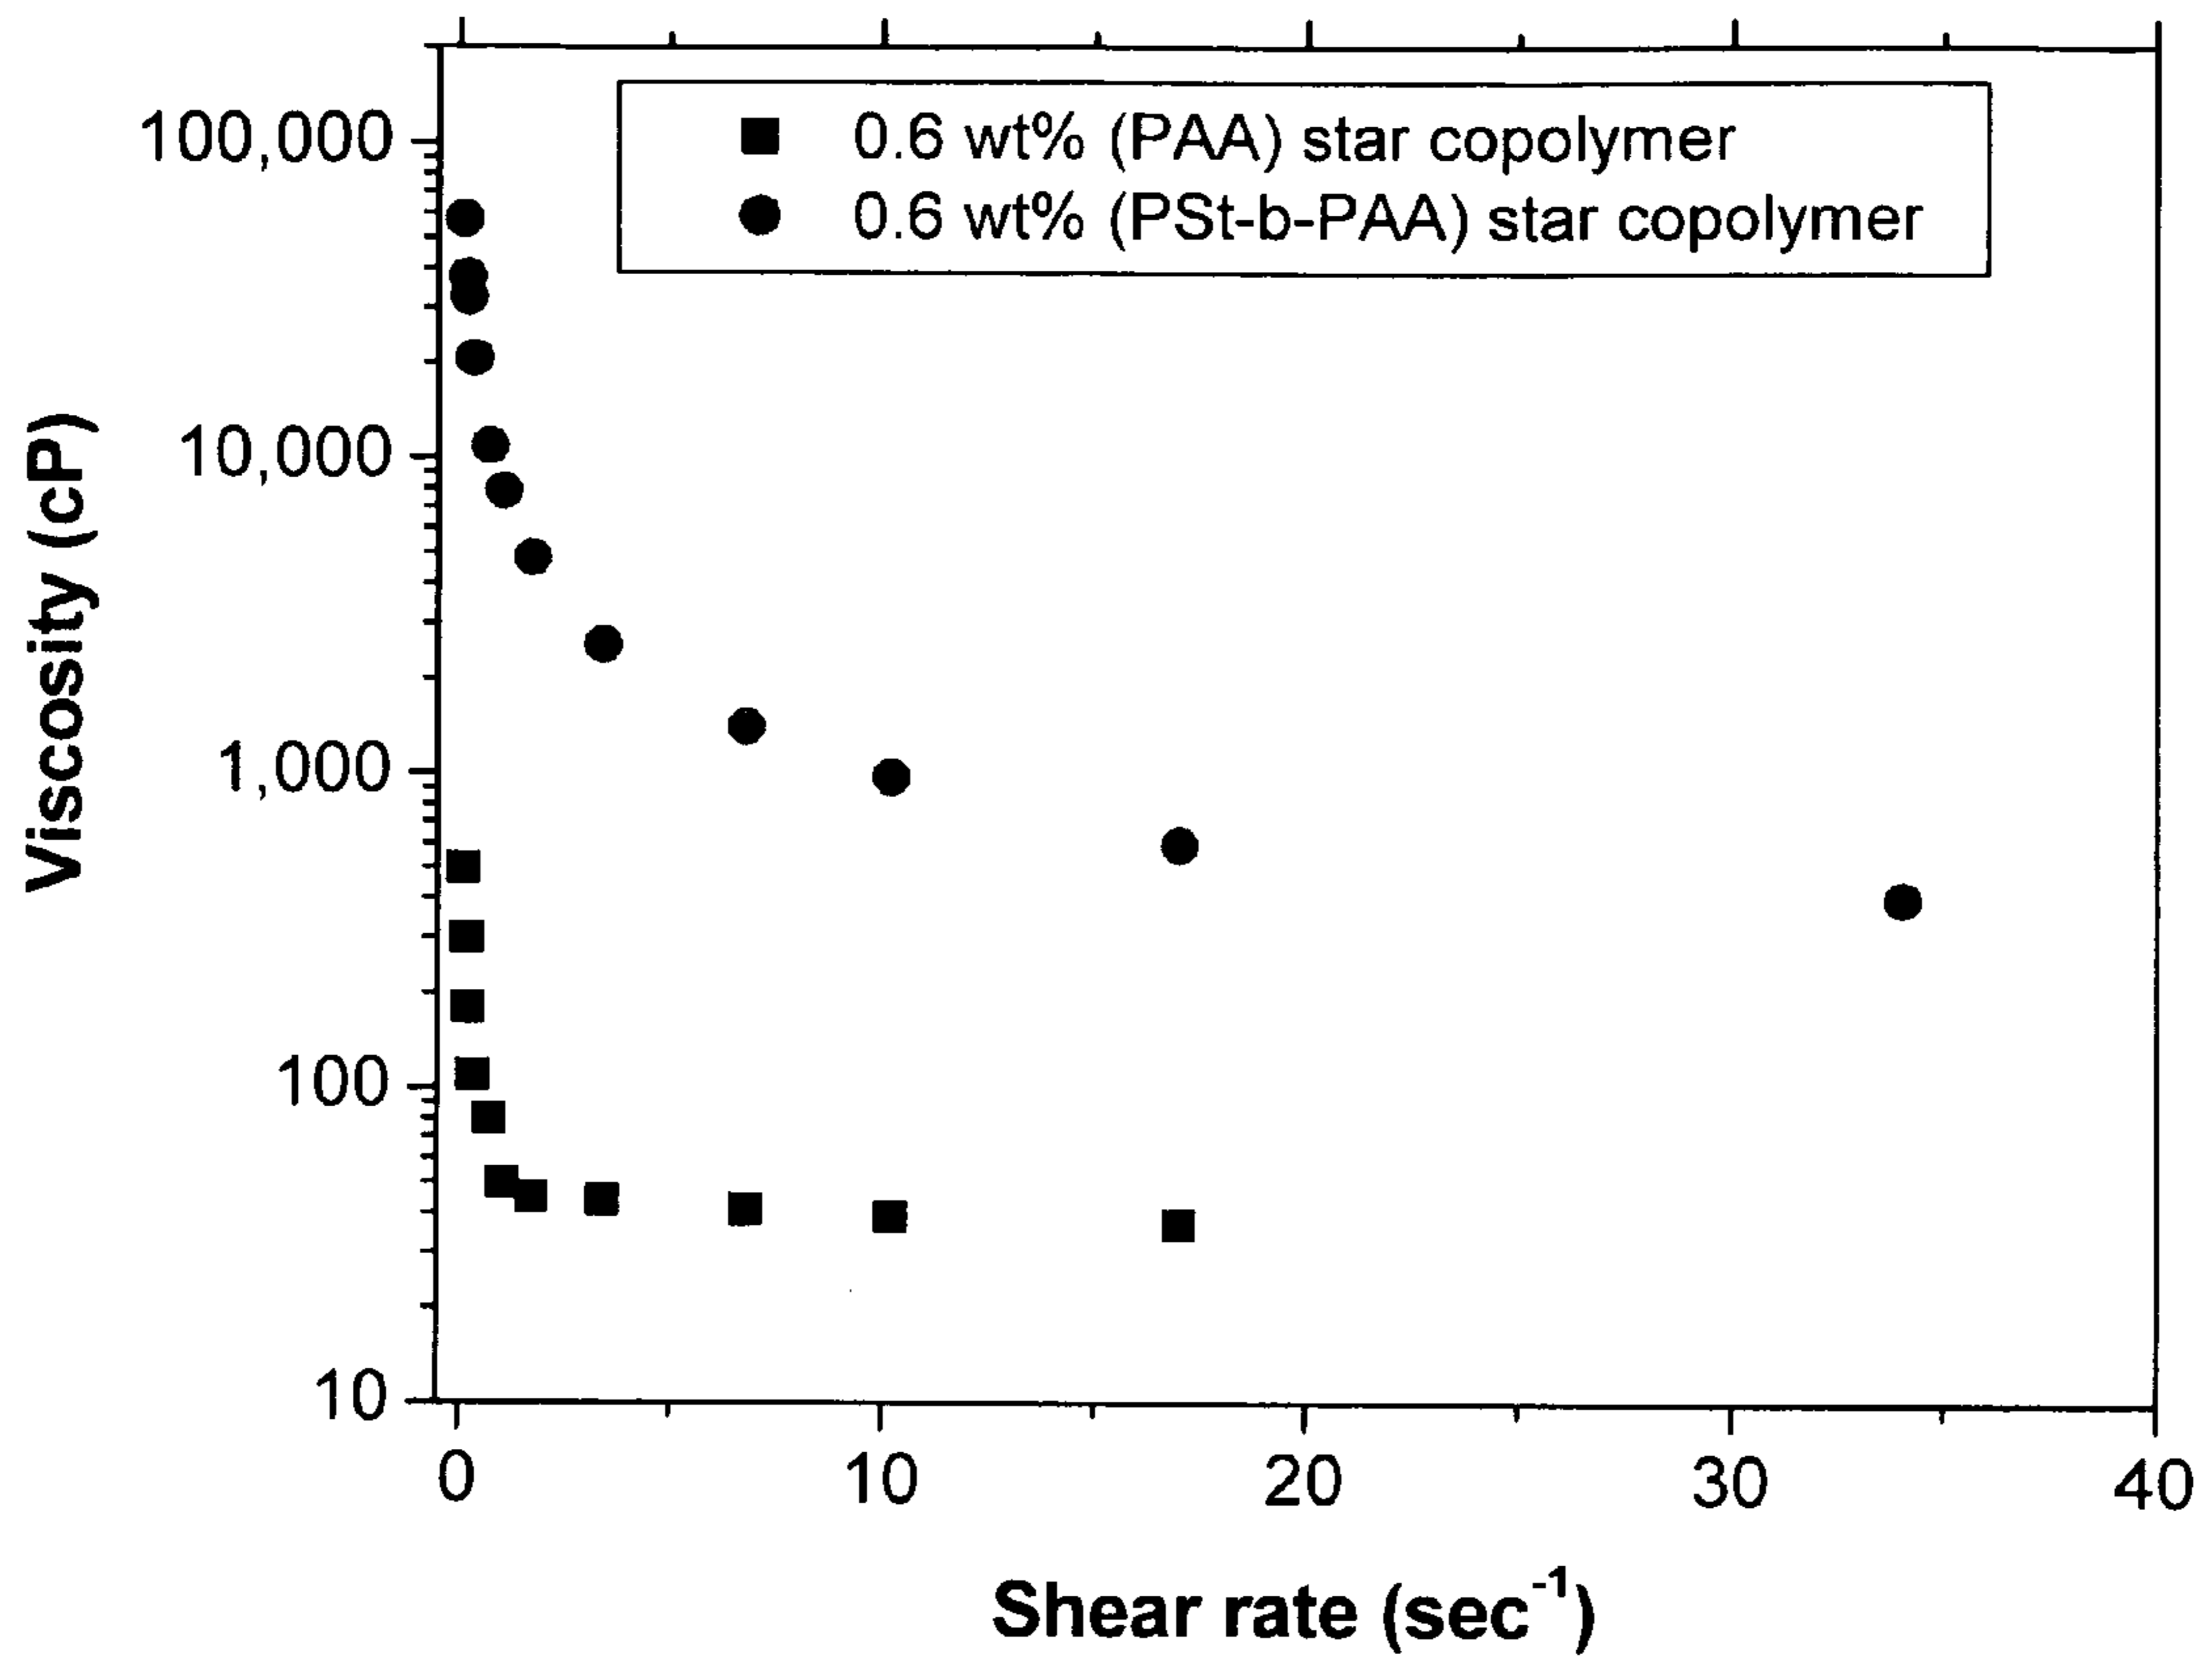 0.6 wt% (PAA) star copolymer
0.6 wt% (PSt-b-PAA) star copolymer
Viscosity (cP)
100,000
10,000
1,000
100
10
0 10 20 30 40
Shear rate (sec⁻¹)